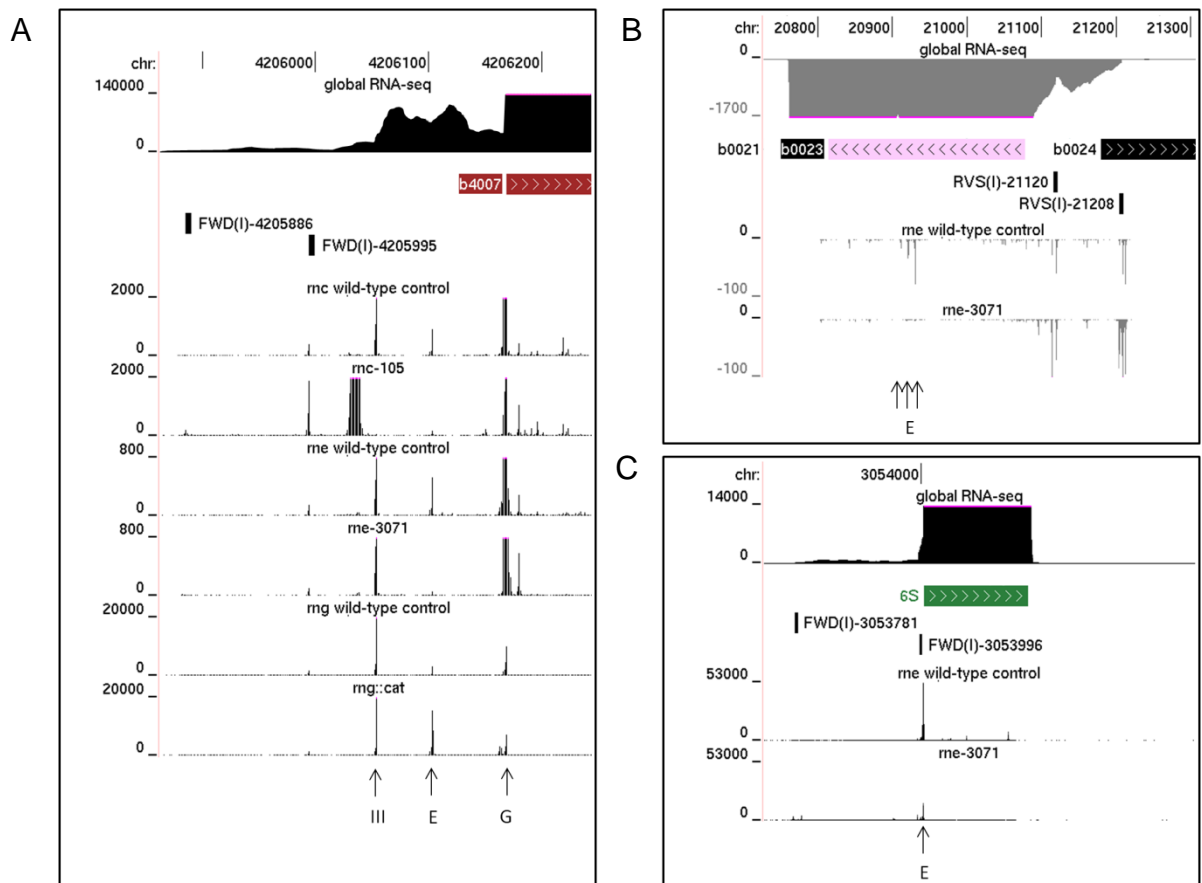 A
chr: 4206000 4206100 4206200
global RNA-seq
140000
0
b4007
FWD(I)-4205886
FWD(I)-4205995
rnc wild-type control
2000
0
rnc-105
2000
0
rne wild-type control
800
0
rne-3071
800
0
rng wild-type control
20000
0
rng::cat
20000
0
III E G
B
chr: 20800 20900 21000 21100 21200 21300
global RNA-seq
0
-1700
b0021 b0023 b0024
RVS(I)-21120
RVS(I)-21208
rne wild-type control
0
-100
rne-3071
0
-100
E
C
chr: 3054000
global RNA-seq
14000
0
6S
FWD(I)-3053781
FWD(I)-3053996
rne wild-type control
53000
0
rne-3071
53000
0
E